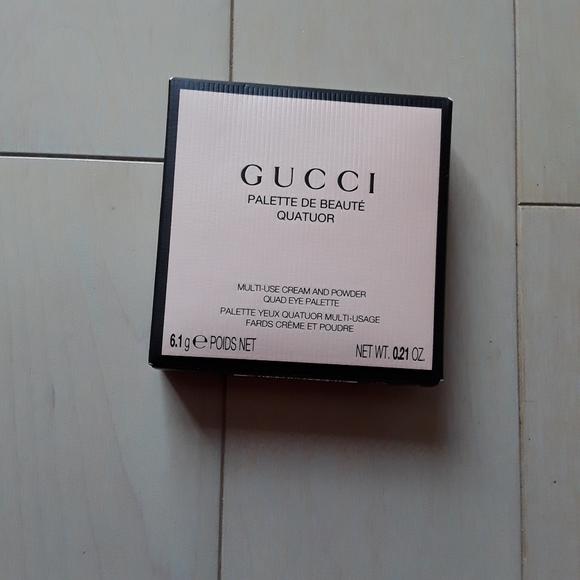 GUCCI
PALETTE DE BEAUTÉ
QUATUOR
MULTI-USE CREAM AND POWDER
QUAD EYE PALETTE
PALETTE YEUX QUATUOR MULTI-USAGE
FARDS CRÈME ET POUDRE
6.1 g ℮ POIDS NET
NET WT. 0.21 OZ.